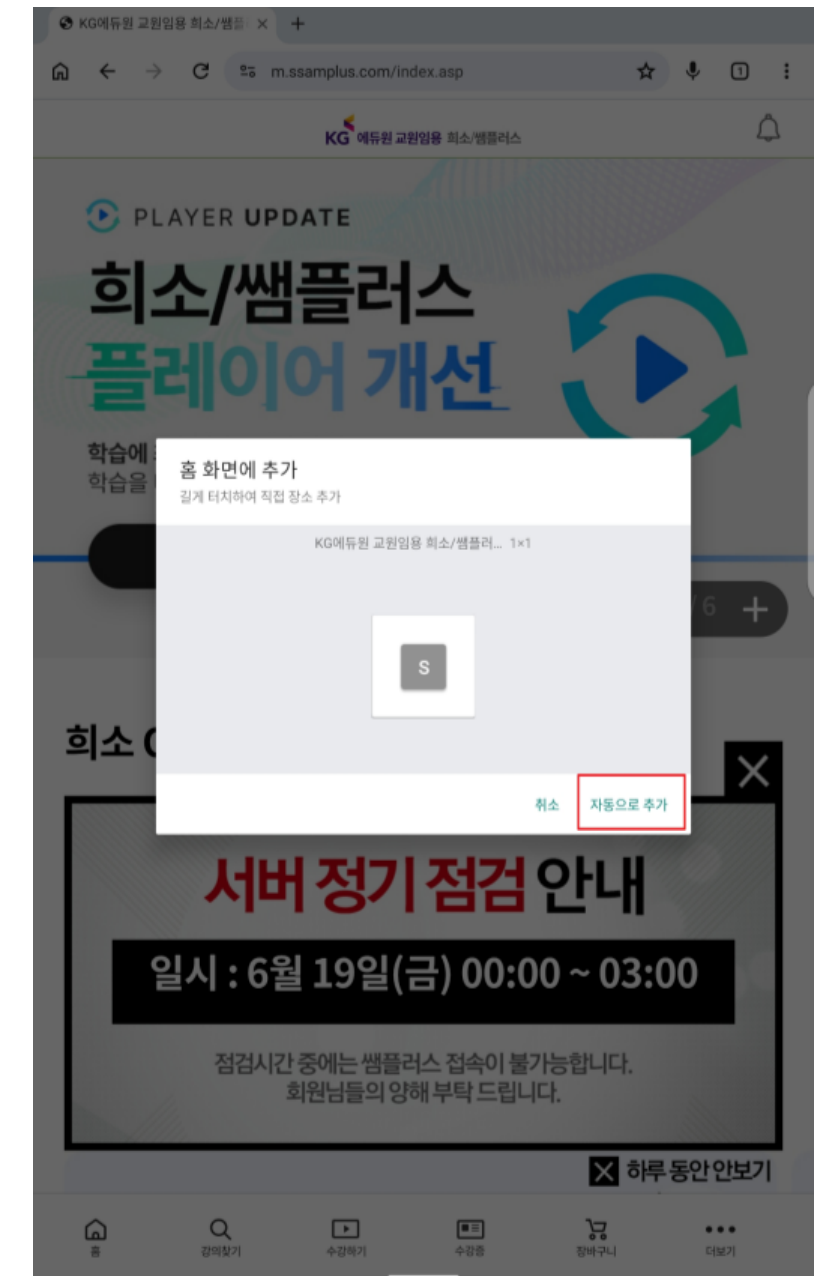 KG에듀원 교원임용 희소/쌤플
m.ssamplus.com/index.asp
1
KG 에듀원 교원임용 희소/쌤플러스
PLAYER UPDATE
희소/쌤플러스
플레이어 개선
학습에
학습을
홈 화면에 추가
길게 터치하여 직접 장소 추가
KG에듀원 교원임용 희소/쌤플러... 1×1
S
/ 6 +
취소 자동으로 추가
희소
서버 정기 점검 안내
일시 : 6월 19일(금) 00:00 ~ 03:00
점검시간 중에는 쌤플러스 접속이 불가능합니다.
회원님들의 양해 부탁 드립니다.
하루 동안 안보기
홈 강의찾기 수강하기 수강증 장바구니 더보기